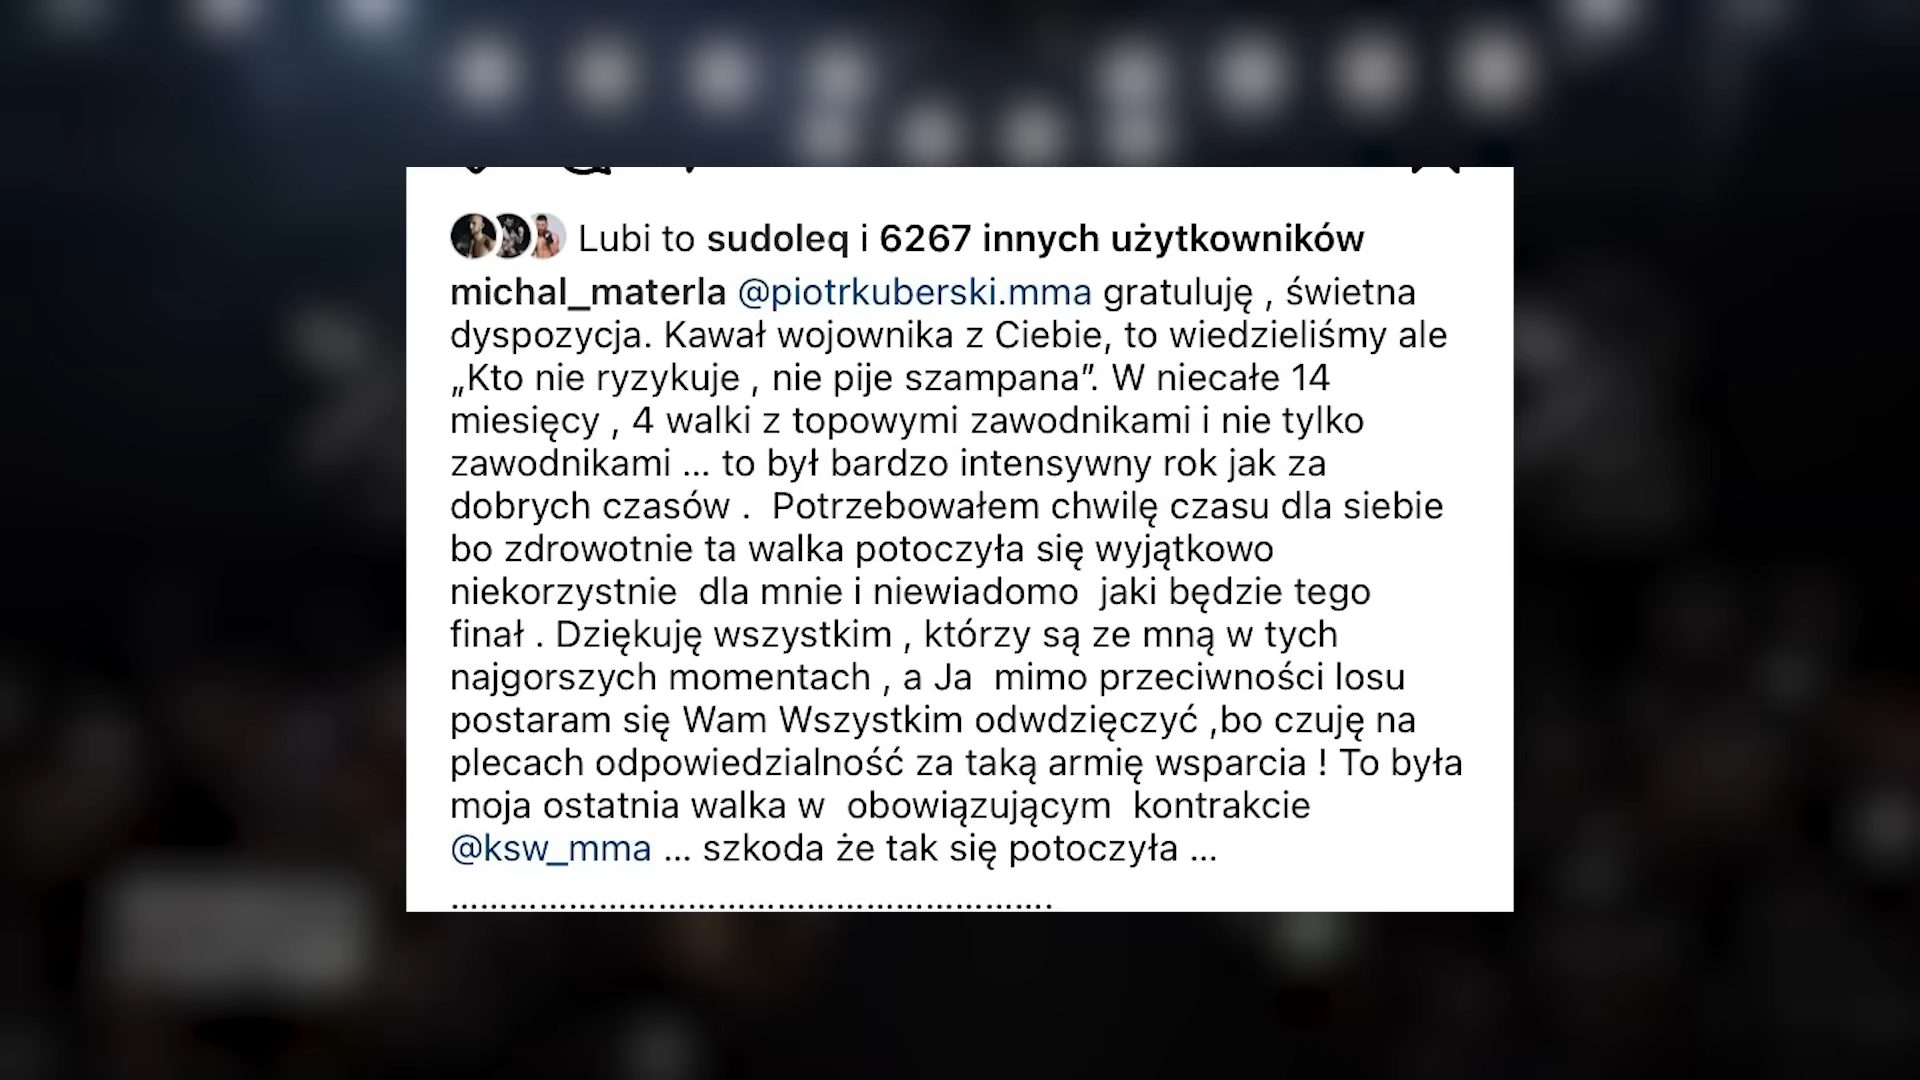 Lubi to sudoleq i 6267 innych użytkowników
michal_materla @piotrkuberski.mma gratuluję , świetna
dyspozycja. Kawał wojownika z Ciebie, to wiedzieliśmy ale
„Kto nie ryzykuje , nie pije szampana”. W niecałe 14
miesięcy , 4 walki z topowymi zawodnikami i nie tylko
zawodnikami ... to był bardzo intensywny rok jak za
dobrych czasów .  Potrzebowałem chwilę czasu dla siebie
bo zdrowotnie ta walka potoczyła się wyjątkowo
niekorzystnie  dla mnie i niewiadomo  jaki będzie tego
finał . Dziękuję wszystkim , którzy są ze mną w tych
najgorszych momentach , a Ja  mimo przeciwności losu
postaram się Wam Wszystkim odwdzięczyć ,bo czuję na
plecach odpowiedzialność za taką armię wsparcia ! To była
moja ostatnia walka w  obowiązującym  kontrakcie
@ksw_mma ... szkoda że tak się potoczyła ...
........................................................